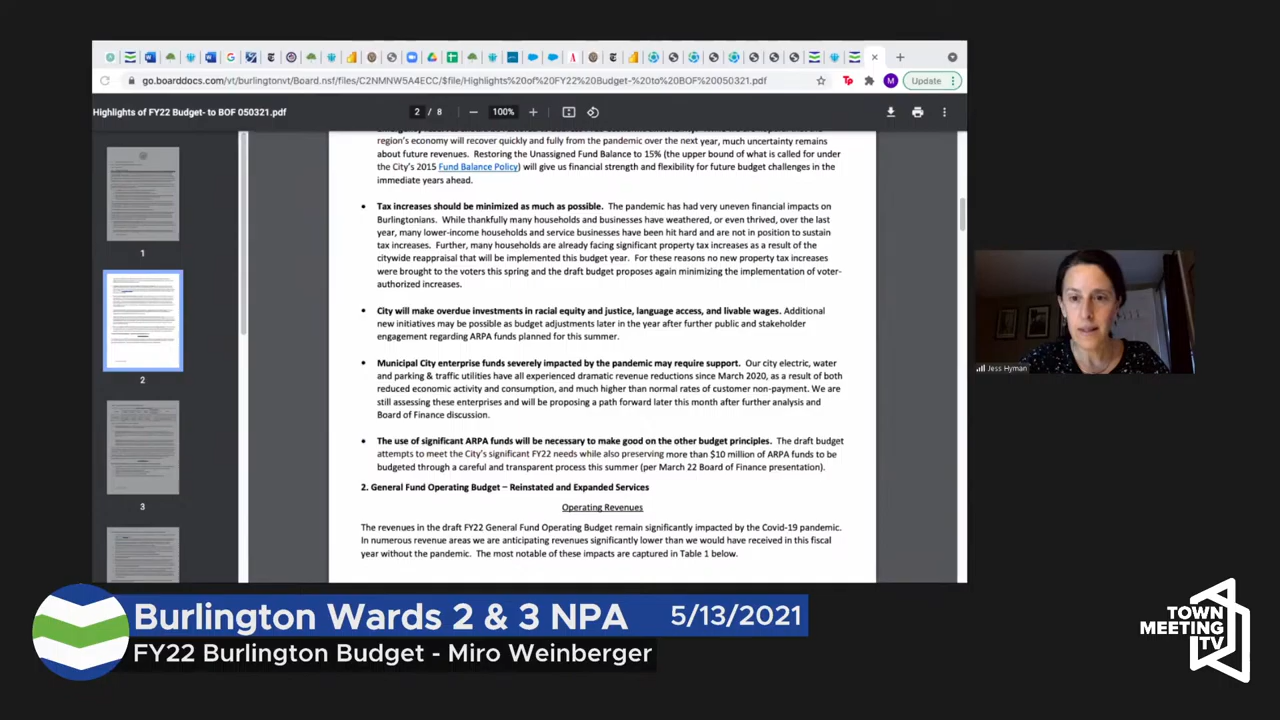 go.boarddocs.com/vt/burlingtonvt/Board.nsf/files/C2NMNW5A4ECC/$file/Highlights%20of%20FY22%20Budget-%20to%20BOF%20050321.pdf
Update
Highlights of FY22 Budget- to BOF 050321.pdf
2 / 8
100%
region's economy will recover quickly and fully from the pandemic over the next year, much uncertainty remains
about future revenues. Restoring the Unassigned Fund Balance to 15% (the upper bound of what is called for under
the City's 2015 Fund Balance Policy) will give us financial strength and flexibility for future budget challenges in the
immediate years ahead.
• Tax increases should be minimized as much as possible. The pandemic has had very uneven financial impacts on
Burlingtonians. While thankfully many households and businesses have weathered, or even thrived, over the last
year, many lower-income households and service businesses have been hit hard and are not in position to sustain
tax increases. Further, many households are already facing significant property tax increases as a result of the
citywide reappraisal that will be implemented this budget year. For these reasons no new property tax increases
were brought to the voters this spring and the draft budget proposes again minimizing the implementation of voter-
authorized increases.
• City will make overdue investments in racial equity and justice, language access, and livable wages. Additional
new initiatives may be possible as budget adjustments later in the year after further public and stakeholder
engagement regarding ARPA funds planned for this summer.
• Municipal City enterprise funds severely impacted by the pandemic may require support. Our city electric, water
and parking & traffic utilities have all experienced dramatic revenue reductions since March 2020, as a result of both
reduced economic activity and consumption, and much higher than normal rates of customer non-payment. We are
still assessing these enterprises and will be proposing a path forward later this month after further analysis and
Board of Finance discussion.
• The use of significant ARPA funds will be necessary to make good on the other budget principles. The draft budget
attempts to meet the City's significant FY22 needs while also preserving more than $10 million of ARPA funds to be
budgeted through a careful and transparent process this summer (per March 22 Board of Finance presentation).
2. General Fund Operating Budget – Reinstated and Expanded Services
Operating Revenues
The revenues in the draft FY22 General Fund Operating Budget remain significantly impacted by the Covid-19 pandemic.
In numerous revenue areas we are anticipating revenues significantly lower than we would have received in this fiscal
year without the pandemic. The most notable of these impacts are captured in Table 1 below.
1
2
3
Jess Hyman
Burlington Wards 2 & 3 NPA 5/13/2021
FY22 Burlington Budget - Miro Weinberger
TOWN
MEETING
TV